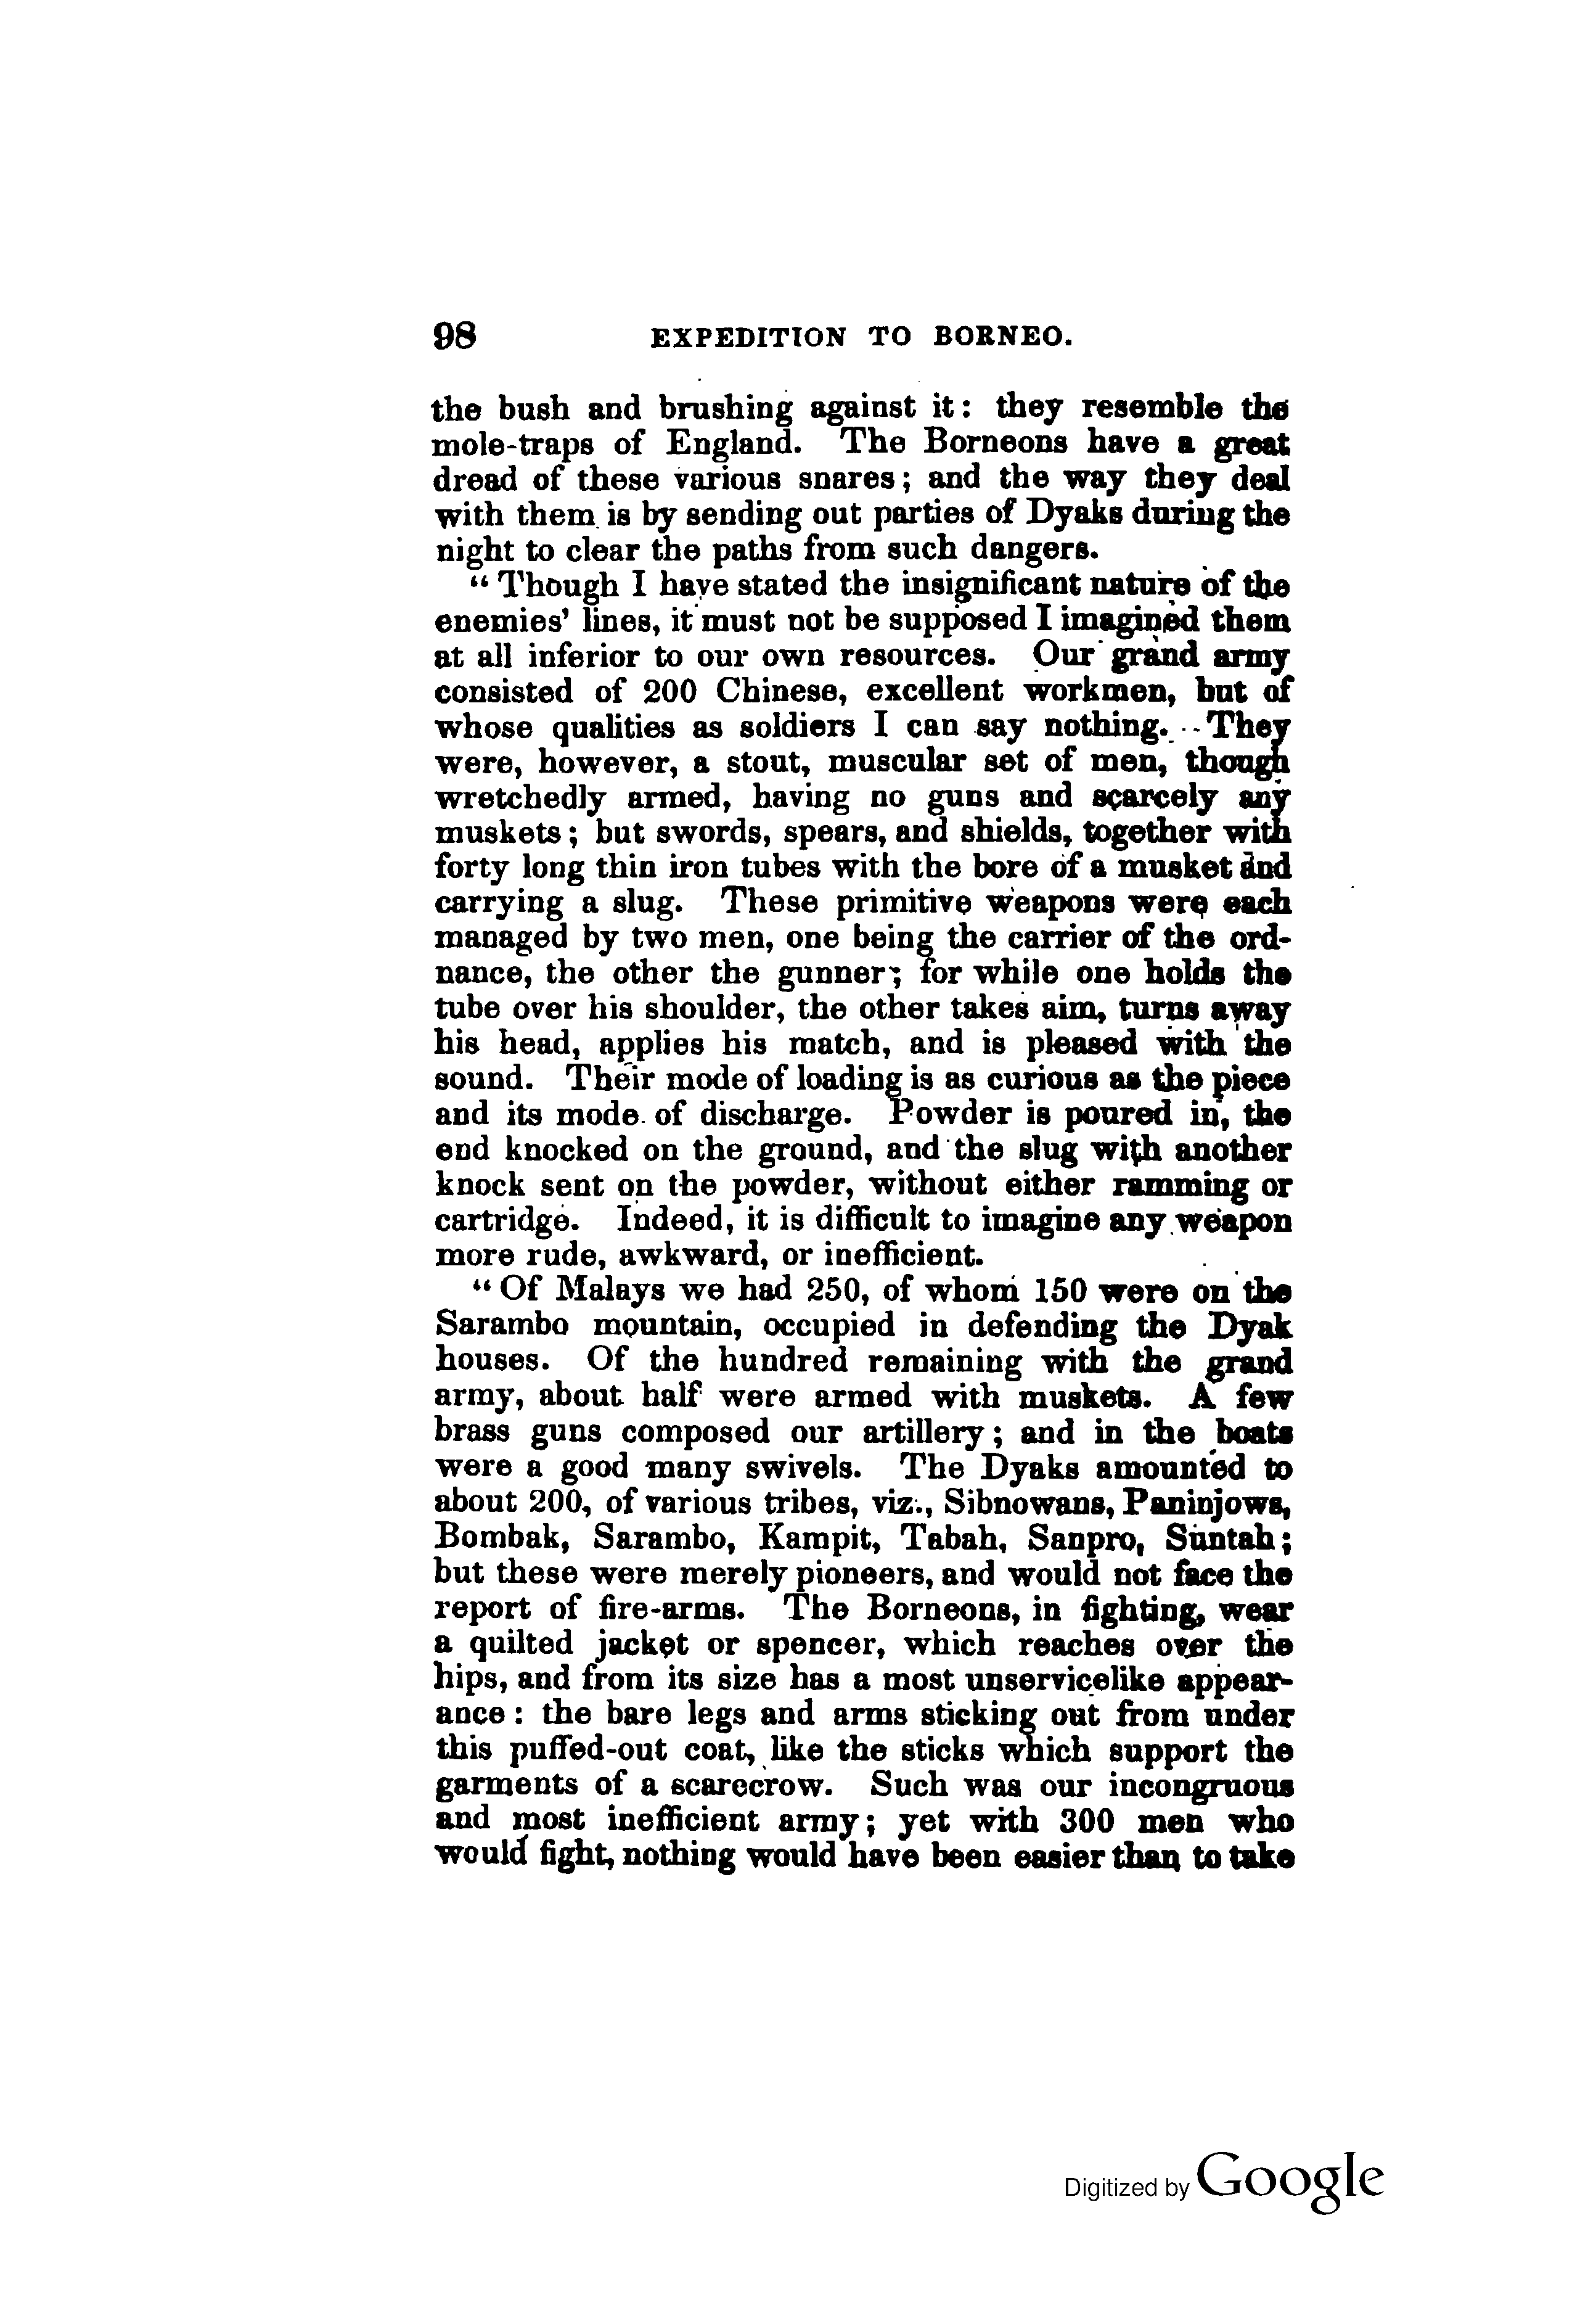 98 EXPEDITION TO BORNEO.
the bush and brushing against it: they resemble the
mole-traps of England. The Borneons have a great
dread of these various snares; and the way they deal
with them is by sending out parties of Dyaks during the
night to clear the paths from such dangers.
“Though I have stated the insignificant nature of the
enemies’ lines, it must not be supposed I imagined them
at all inferior to our own resources. Our grand army
consisted of 200 Chinese, excellent workmen, but of
whose qualities as soldiers I can say nothing. They
were, however, a stout, muscular set of men, though
wretchedly armed, having no guns and scarcely any
muskets; but swords, spears, and shields, together with
forty long thin iron tubes with the bore of a musket and
carrying a slug. These primitive weapons were each
managed by two men, one being the carrier of the ord-
nance, the other the gunner; for while one holds the
tube over his shoulder, the other takes aim, turns away
his head, applies his match, and is pleased with the
sound. Their mode of loading is as curious as the piece
and its mode of discharge. Powder is poured in, the
end knocked on the ground, and the slug with another
knock sent on the powder, without either ramming or
cartridge. Indeed, it is difficult to imagine any weapon
more rude, awkward, or inefficient.
“Of Malays we had 250, of whom 150 were on the
Sarambo mountain, occupied in defending the Dyak
houses. Of the hundred remaining with the grand
army, about half were armed with muskets. A few
brass guns composed our artillery; and in the boats
were a good many swivels. The Dyaks amounted to
about 200, of various tribes, viz., Sibnowans, Paninjows,
Bombak, Sarambo, Kampit, Tabah, Sanpro, Suntah;
but these were merely pioneers, and would not face the
report of fire-arms. The Borneons, in fighting, wear
a quilted jacket or spencer, which reaches over the
hips, and from its size has a most unservicelike appear-
ance: the bare legs and arms sticking out from under
this puffed-out coat, like the sticks which support the
garments of a scarecrow. Such was our incongruous
and most inefficient army; yet with 300 men who
would fight, nothing would have been easier than to take
Digitized by Google